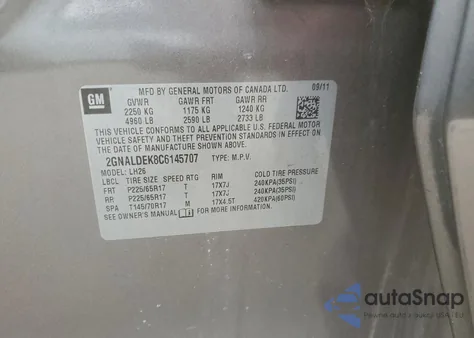 GM
MFD BY GENERAL MOTORS OF CANADA LTD. 09/11
GVWR GAWR FRT GAWR RR
2250 KG 1175 KG 1240 KG
4960 LB 2590 LB 2733 LB
THIS VEHICLE CONFORMS TO ALL APPLICABLE U.S. FEDERAL MOTOR
VEHICLE SAFETY AND THEFT PREVENTION STANDARDS IN EFFECT ON THE
DATE OF MANUFACTURE SHOWN ABOVE.
2GNALDEK8C6145707 TYPE: M.P.V.
MODEL: LH26
LBCL TIRE SIZE SPEED RTG RIM COLD TIRE PRESSURE
FRT P225/65R17 T 17X7J 240KPA(35PSI)
RR P225/65R17 T 17X7J 240KPA(35PSI)
SPA T145/70R17 M 17X4.5T 420KPA(60PSI)
SEE OWNER'S MANUAL FOR MORE INFORMATION.
autaSnap